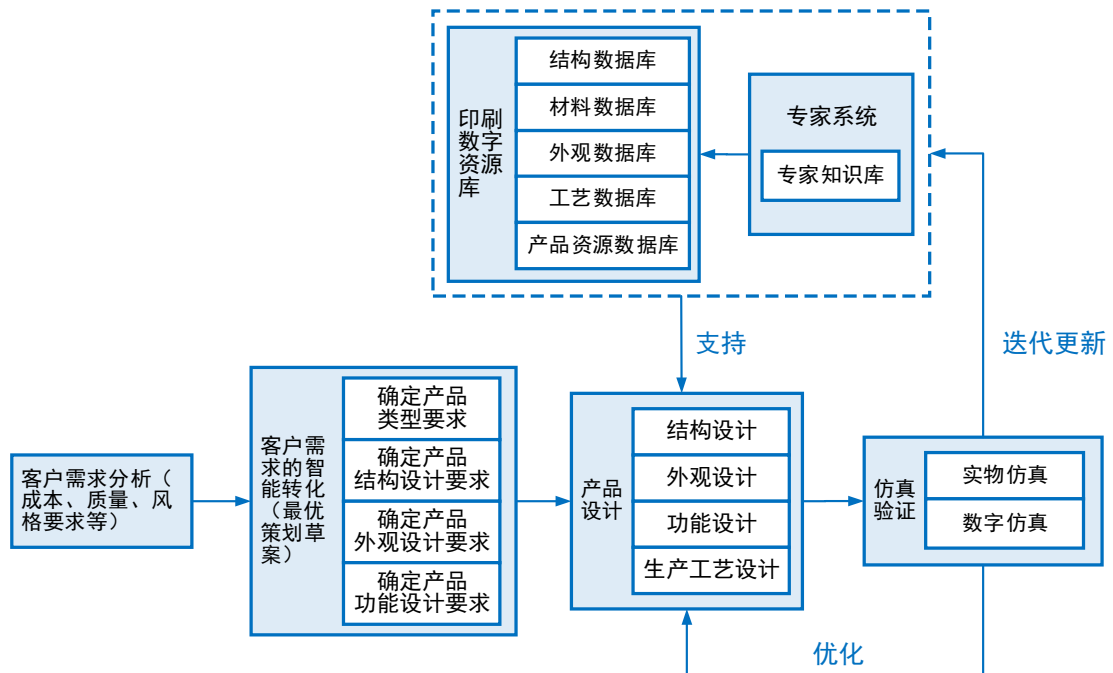 印刷
数字
资源
库
结构数据库
材料数据库
外观数据库
工艺数据库
产品资源数据库
专家系统
专家知识库
支持
迭代更新
客户需求分析（
成本、质量、风
格要求等）
客户需
求的智
能转化
（最优
策划草
案）
确定产品
类型要求
确定产品
结构设计要求
确定产品
外观设计要求
确定产品
功能设计要求
产品
设计
结构设计
外观设计
功能设计
生产工艺设计
仿真
验证
实物仿真
数字仿真
优化